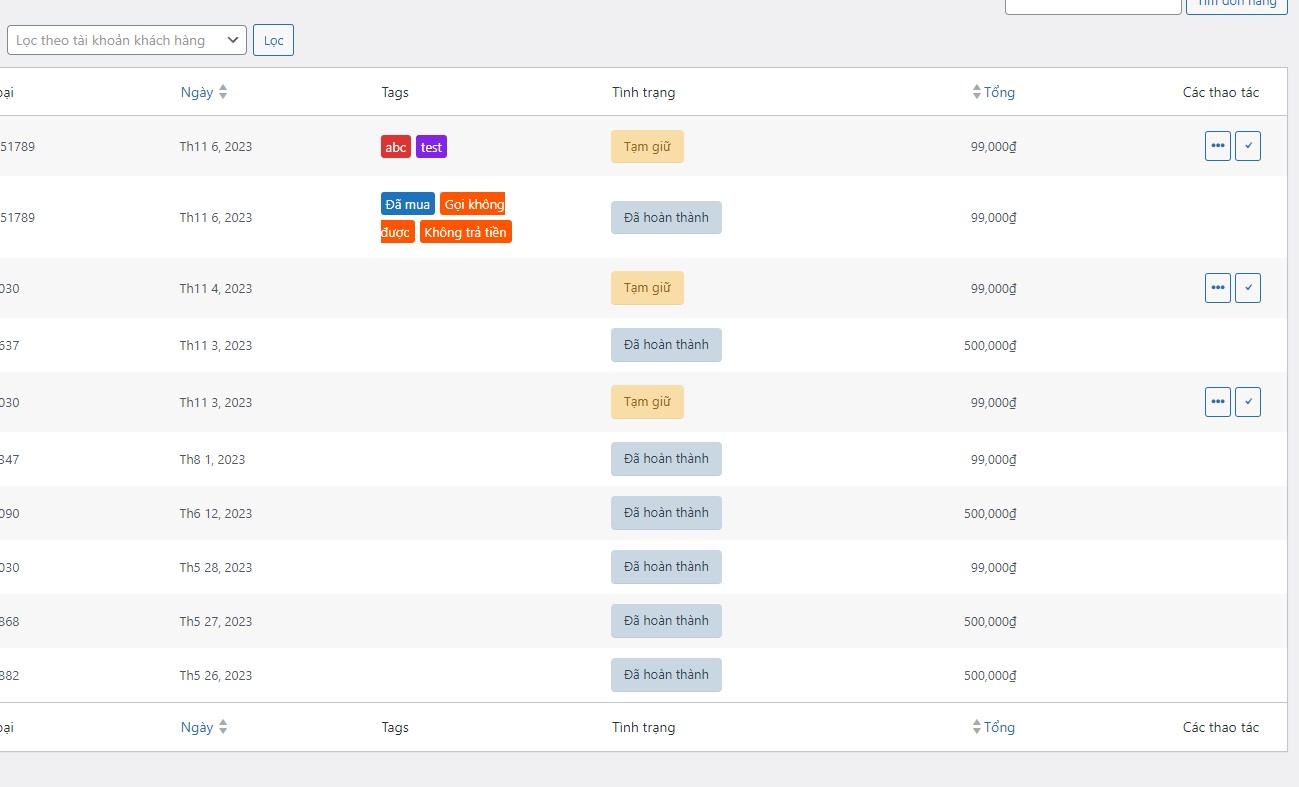 Tìm đơn hàng
Lọc theo tài khoản khách hàng Lọc
oại Ngày Tags Tình trạng Tổng Các thao tác
51789 Th11 6, 2023 abc test Tạm giữ 99,000₫
51789 Th11 6, 2023 Đã mua Gọi không Đã hoàn thành 99,000₫
được Không trả tiền
030 Th11 4, 2023 Tạm giữ 99,000₫
637 Th11 3, 2023 Đã hoàn thành 500,000₫
030 Th11 3, 2023 Tạm giữ 99,000₫
347 Th8 1, 2023 Đã hoàn thành 99,000₫
090 Th6 12, 2023 Đã hoàn thành 500,000₫
030 Th5 28, 2023 Đã hoàn thành 99,000₫
868 Th5 27, 2023 Đã hoàn thành 500,000₫
882 Th5 26, 2023 Đã hoàn thành 500,000₫
oại Ngày Tags Tình trạng Tổng Các thao tác